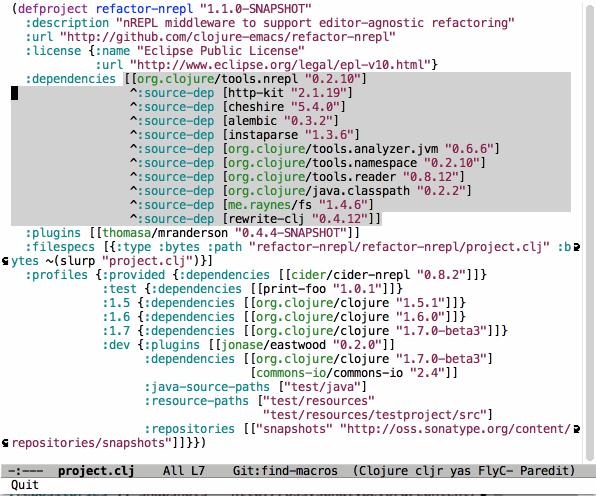 (defproject refactor-nrepl "1.1.0-SNAPSHOT"
  :description "nREPL middleware to support editor-agnostic refactoring"
  :url "http://github.com/clojure-emacs/refactor-nrepl"
  :license {:name "Eclipse Public License"
            :url "http://www.eclipse.org/legal/epl-v10.html"}
  :dependencies [[org.clojure/tools.nrepl "0.2.10"]
                 ^:source-dep [http-kit "2.1.19"]
                 ^:source-dep [cheshire "5.4.0"]
                 ^:source-dep [alembic "0.3.2"]
                 ^:source-dep [instaparse "1.3.6"]
                 ^:source-dep [org.clojure/tools.analyzer.jvm "0.6.6"]
                 ^:source-dep [org.clojure/tools.namespace "0.2.10"]
                 ^:source-dep [org.clojure/tools.reader "0.8.12"]
                 ^:source-dep [org.clojure/java.classpath "0.2.2"]
                 ^:source-dep [me.raynes/fs "1.4.6"]
                 ^:source-dep [rewrite-clj "0.4.12"]]
  :plugins [[thomasa/mranderson "0.4.4-SNAPSHOT"]]
  :filespecs [{:type :bytes :path "refactor-nrepl/refactor-nrepl/project.clj" :b
ytes ~(slurp "project.clj")}]
  :profiles {:provided {:dependencies [[cider/cider-nrepl "0.8.2"]]}
             :test {:dependencies [[print-foo "1.0.1"]]}
             :1.5 {:dependencies [[org.clojure/clojure "1.5.1"]]}
             :1.6 {:dependencies [[org.clojure/clojure "1.6.0"]]}
             :1.7 {:dependencies [[org.clojure/clojure "1.7.0-beta3"]]}
             :dev {:plugins [[jonase/eastwood "0.2.0"]]
                   :dependencies [[org.clojure/clojure "1.7.0-beta3"]
                                  [commons-io/commons-io "2.4"]]
                   :java-source-paths ["test/java"]
                   :resource-paths ["test/resources"
                                    "test/resources/testproject/src"]
                   :repositories [["snapshots" "http://oss.sonatype.org/content/
repositories/snapshots"]]}})
-:---  project.clj    All L7    Git:find-macros  (Clojure cljr yas FlyC- Paredit)
Quit